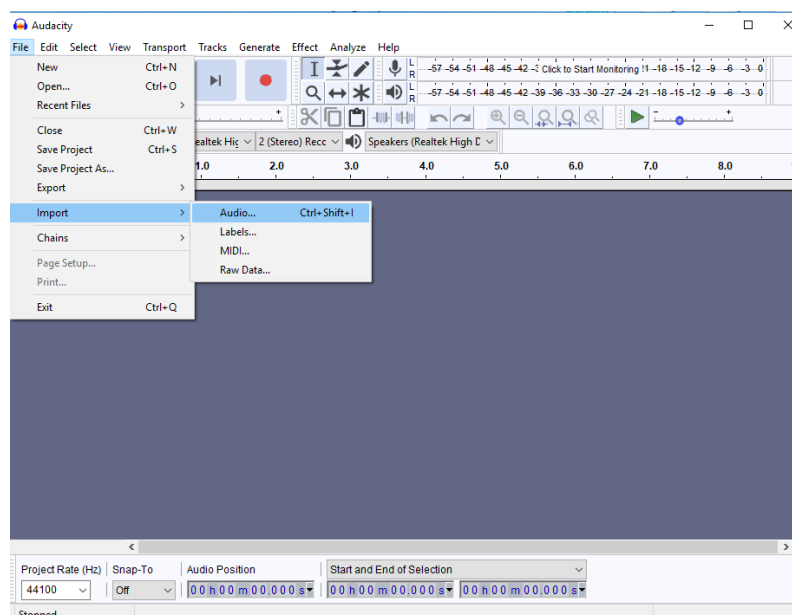 Audacity
File Edit Select View Transport Tracks Generate Effect Analyze Help
New Ctrl+N
Open... Ctrl+O
Recent Files
Close Ctrl+W
Save Project Ctrl+S
Save Project As...
Export
Import
Chains
Page Setup...
Print...
Exit Ctrl+Q
Audio... Ctrl+Shift+I
Labels...
MIDI...
Raw Data...
L
R
-57 -54 -51 -48 -45 -42 -3 Click to Start Monitoring !1 -18 -15 -12 -9 -6 -3 0
L
R
-57 -54 -51 -48 -45 -42 -39 -36 -33 -30 -27 -24 -21 -18 -15 -12 -9 -6 -3 0
ealtek Hig 2 (Stereo) Recc Speakers (Realtek High D
1.0 2.0 3.0 4.0 5.0 6.0 7.0 8.0
Project Rate (Hz) Snap-To Audio Position Start and End of Selection
44100 Off 00 h 00 m 00.000 s 00 h 00 m 00.000 s 00 h 00 m 00.000 s
Stopped